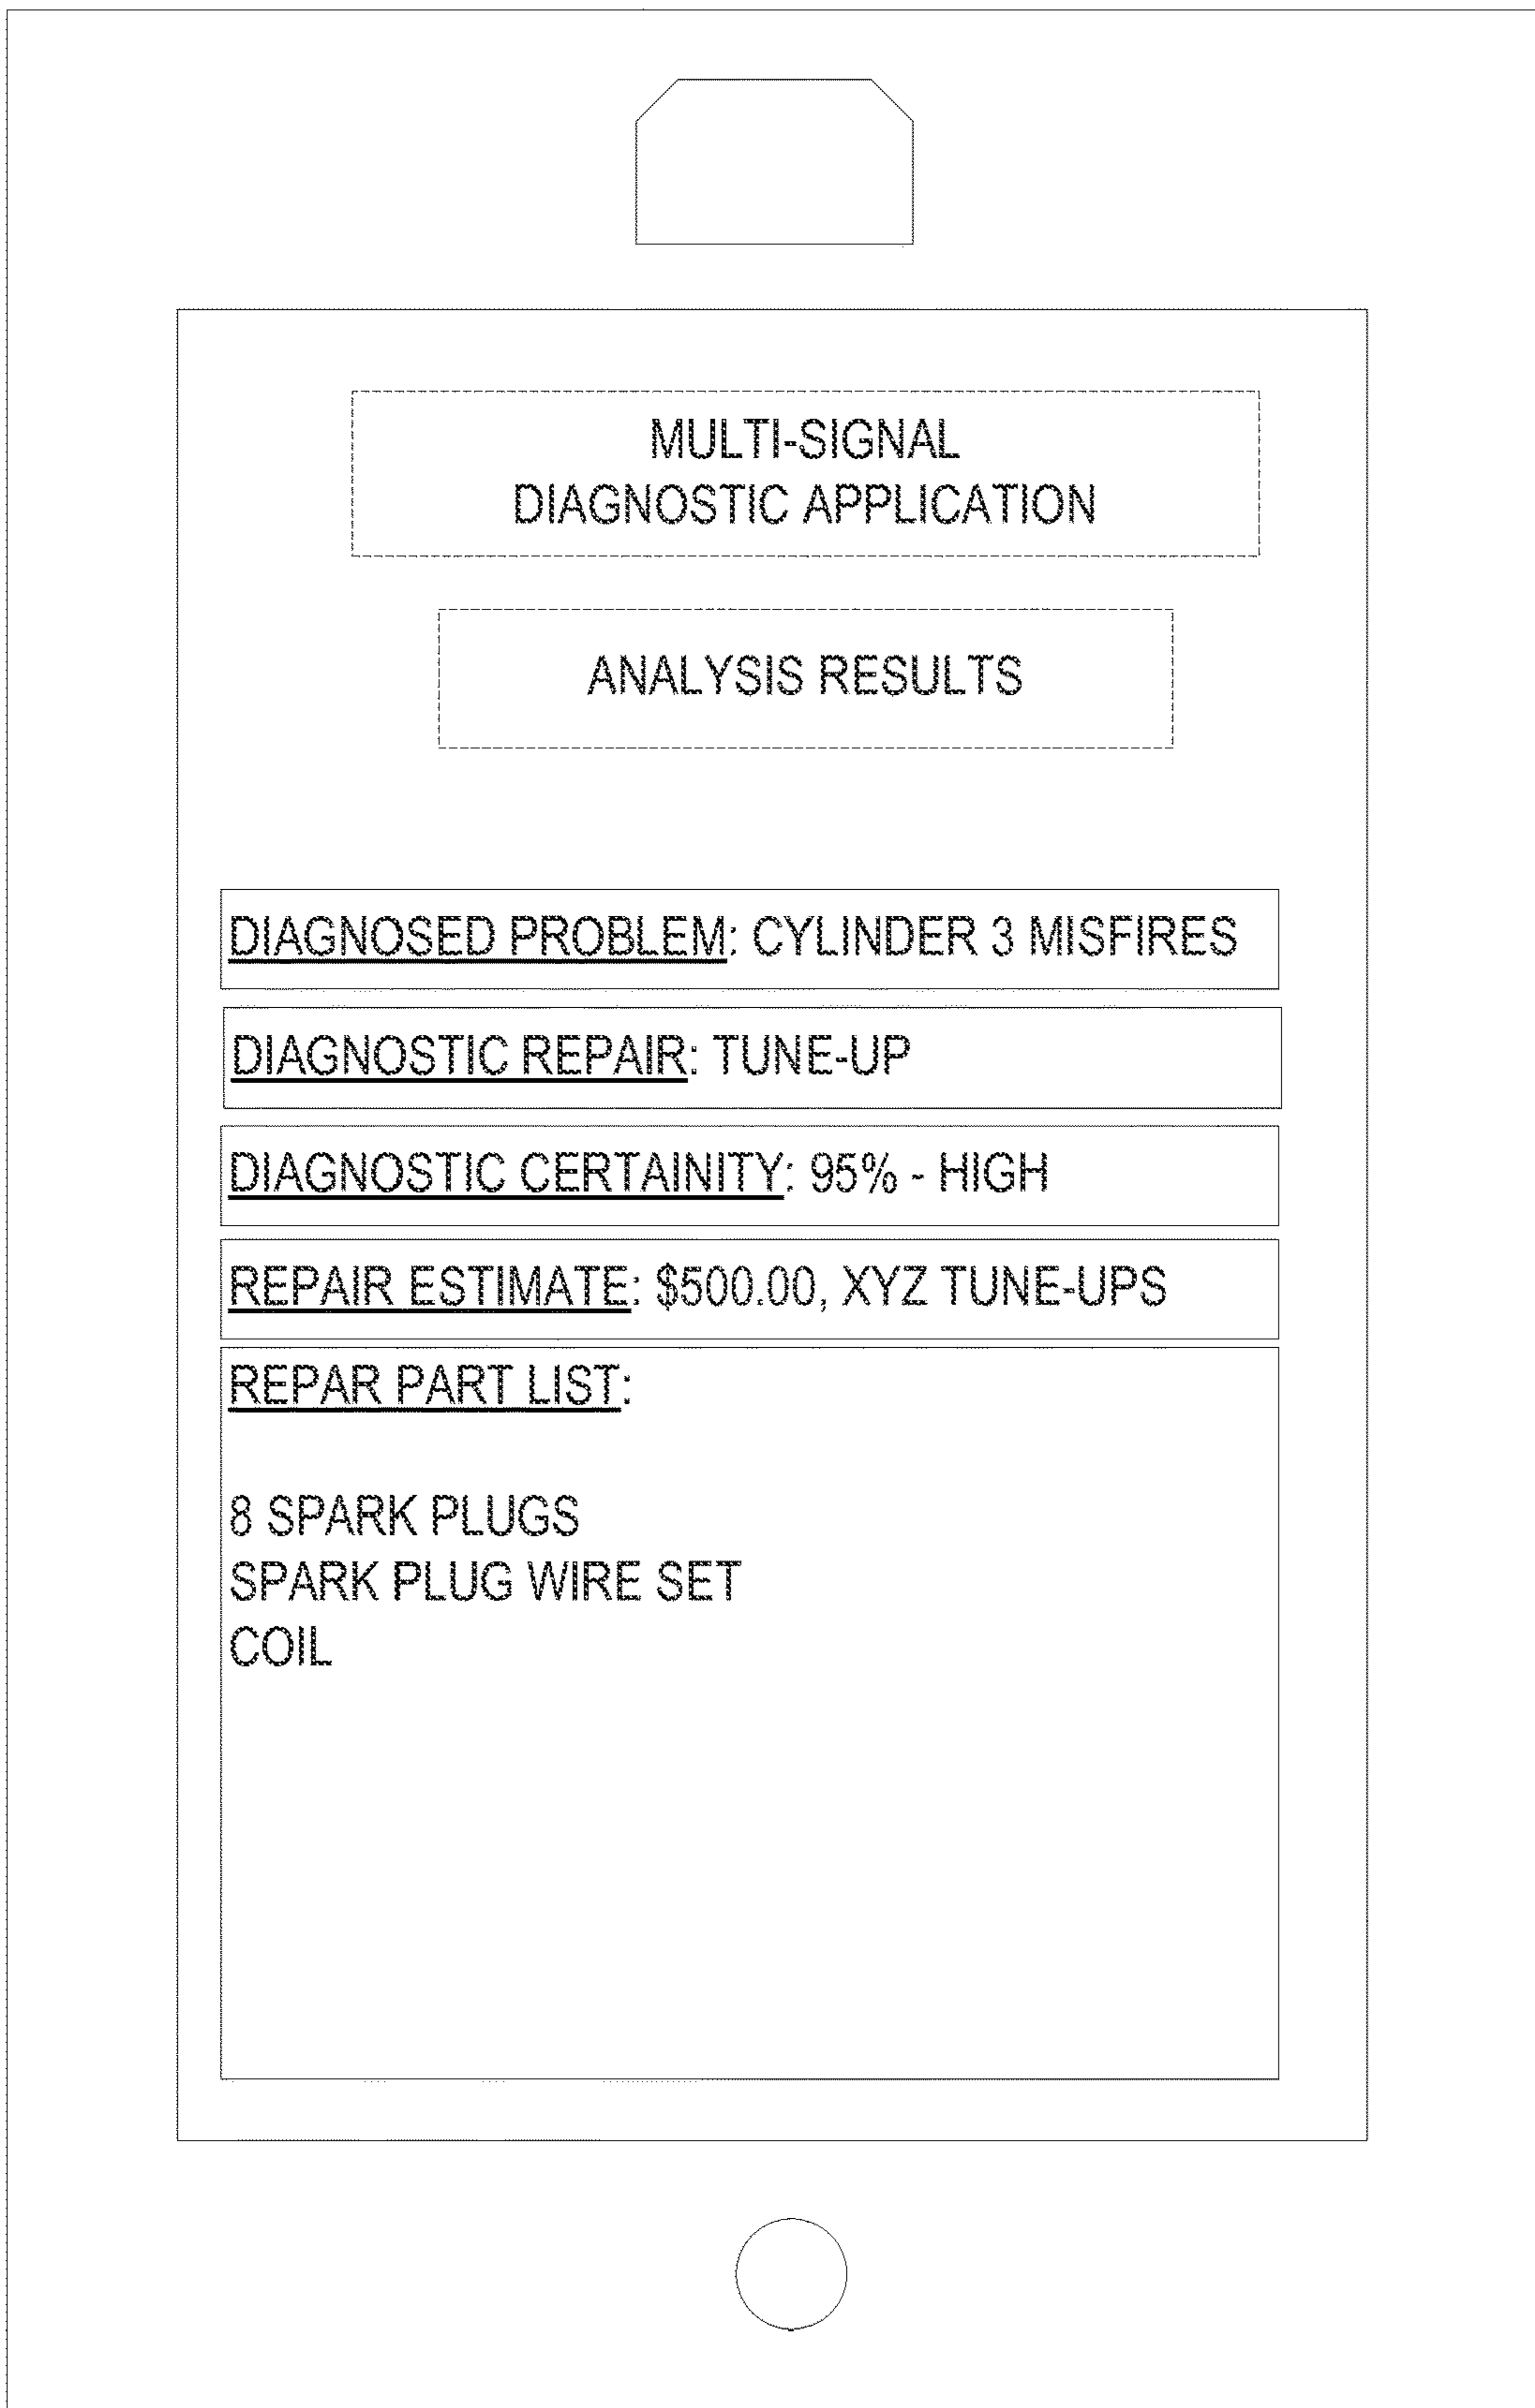 MULTI-SIGNAL
DIAGNOSTIC APPLICATION
ANALYSIS RESULTS
DIAGNOSED PROBLEM: CYLINDER 3 MISFIRES
DIAGNOSTIC REPAIR: TUNE-UP
DIAGNOSTIC CERTAINITY: 95% - HIGH
REPAIR ESTIMATE: $500.00, XYZ TUNE-UPS
REPAR PART LIST:
8 SPARK PLUGS
SPARK PLUG WIRE SET
COIL